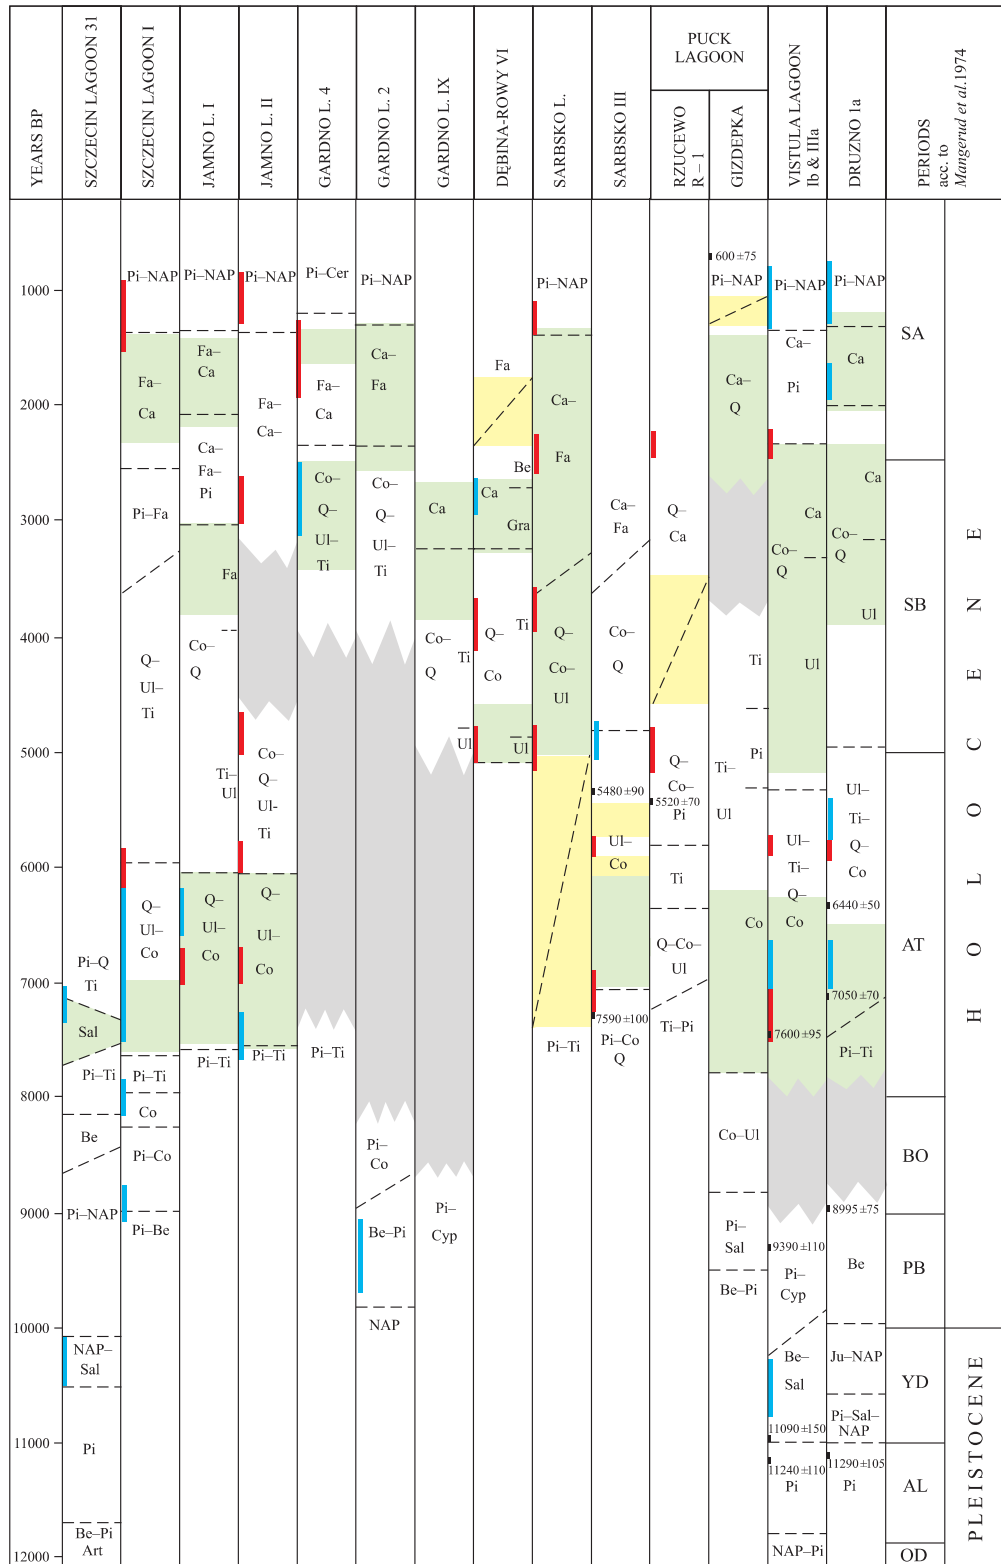 YEARS BP
SZCZECIN LAGOON 31
SZCZECIN LAGOON I
JAMNO L. I
JAMNO L. II
GARDNO L. 4
GARDNO L. 2
GARDNO L. IX
DĘBINA-ROWY VI
SARBSKO L.
SARBSKO III
PUCK
LAGOON
RZUCEWO
R – 1
GIZDEPKA
VISTULA LAGOON
Ib & IIIa
DRUZNO 1a
PERIODS
acc. to
Mangerud et al.1974
1000
2000
3000
4000
5000
6000
7000
8000
9000
10000
11000
12000
Pi–Q
Ti
Sal
Pi–Ti
Be
Pi–NAP
NAP–
Sal
Pi
Be–Pi
Art
Pi–NAP
Fa–
Ca
Pi–Fa
Q–
Ul–
Ti
Q–
Ul–
Co
Pi–Ti
Co
Pi–Co
Pi–Be
Pi–NAP
Fa–
Ca
Ca–
Fa–
Pi
Fa
Co–
Q
Ti–
Ul
Q–
Ul–
Co
Pi–Ti
Pi–NAP
Fa–
Ca–
Co–
Q–
Ul-
Ti
Q–
Ul–
Co
Pi–Ti
Pi–Cer
Fa–
Ca
Co–
Q–
Ul–
Ti
Pi–Ti
Pi–NAP
Ca–
Fa
Co–
Q–
Ul–
Ti
Pi–
Co
Be–Pi
NAP
Ca
Co–
Q
Ti
Ul
Pi–
Cyp
Fa
Be
Ca
Gra
Ti
Q–
Co
Ul
Pi–NAP
Ca–
Fa
Q–
Co–
Ul
Pi–Ti
Ca–
Fa
Co–
Q
5480 ±90
Ul–
Co
7590 ±100
Pi–Co
Q
Q–
Ca
Q–
Co–
5520 ±70
Pi
Ti
Q–Co–
Ul
Ti–Pi
600 ±75
Pi–NAP
Ca–
Q
Ti
Pi
Ti–
Ul
Co
Co–Ul
Pi–
Sal
Be–Pi
Pi–NAP
Ca–
Pi
Ca
Co–
Q
Ul
Ul–
Ti–
Q–
Co
7600 ±95
9390 ±110
Pi–
Cyp
Be–
Sal
11090 ±150
11240 ±110
Pi
NAP–Pi
Pi–NAP
Ca
Ca
Co–
Q
Ul
Ul–
Ti–
Q–
Co
6440 ±50
7050 ±70
Pi–Ti
8995 ±75
Be
Ju–NAP
Pi–Sal–
NAP
11290 ±105
Pi
SA
SB
AT
BO
PB
YD
AL
OD
HOLOCENE
PLEISTOCENE